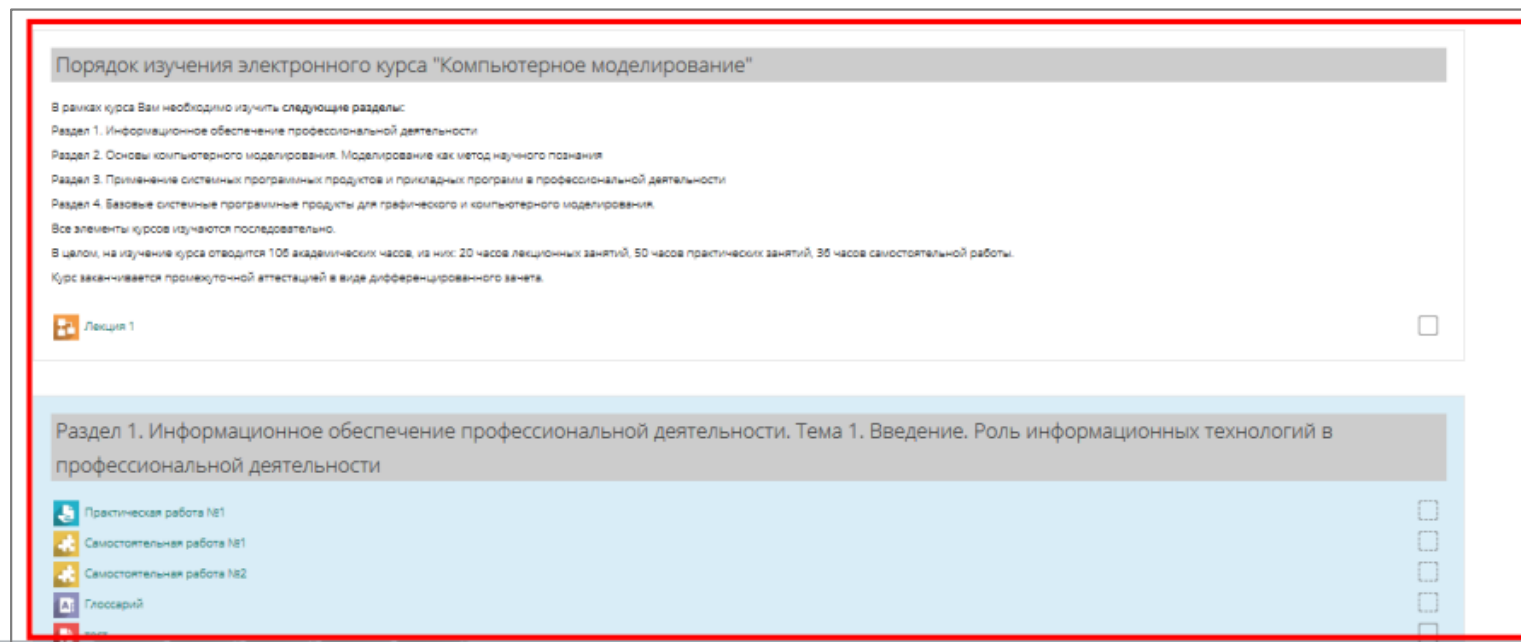 Порядок изучения электронного курса "Компьютерное моделирование"
В рамках курса Вам необходимо изучить следующие разделы:
Раздел 1. Информационное обеспечение профессиональной деятельности
Раздел 2. Основы компьютерного моделирования. Моделирование как метод научного познания
Раздел 3. Применение системных программных продуктов и прикладных программ в профессиональной деятельности
Раздел 4. Базовые системные программные продукты для графического и компьютерного моделирования.
Все элементы курсов изучаются последовательно.
В целом, на изучение курса отводится 106 академических часов, из них: 20 часов лекционных занятий, 50 часов практических занятий, 36 часов самостоятельной работы.
Курс заканчивается промежуточной аттестацией в виде дифференцированного зачета.
Лекция 1
Раздел 1. Информационное обеспечение профессиональной деятельности. Тема 1. Введение. Роль информационных технологий в
профессиональной деятельности
Практическая работа №1
Самостоятельная работа №1
Самостоятельная работа №2
Глоссарий